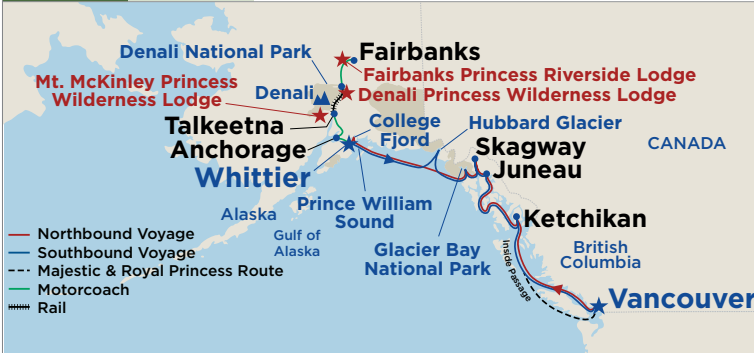 Fairbanks
Denali National Park
Fairbanks Princess Riverside Lodge
Mt. McKinley Princess
Wilderness Lodge
Denali
Denali Princess Wilderness Lodge
Talkeetna
College
Fjord
Hubbard Glacier
Anchorage
Skagway
CANADA
Juneau
Whittier
Prince William
Sound
Alaska
Ketchikan
Gulf of
Alaska
Glacier Bay
National Park
Inside Passage
British
Columbia
Vancouver
Northbound Voyage
Southbound Voyage
Majestic & Royal Princess Route
Motorcoach
Rail